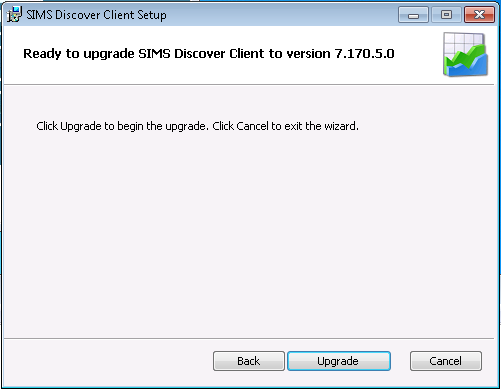 SIMS Discover Client Setup
Ready to upgrade SIMS Discover Client to version 7.170.5.0
Click Upgrade to begin the upgrade. Click Cancel to exit the wizard.
Back
Upgrade
Cancel